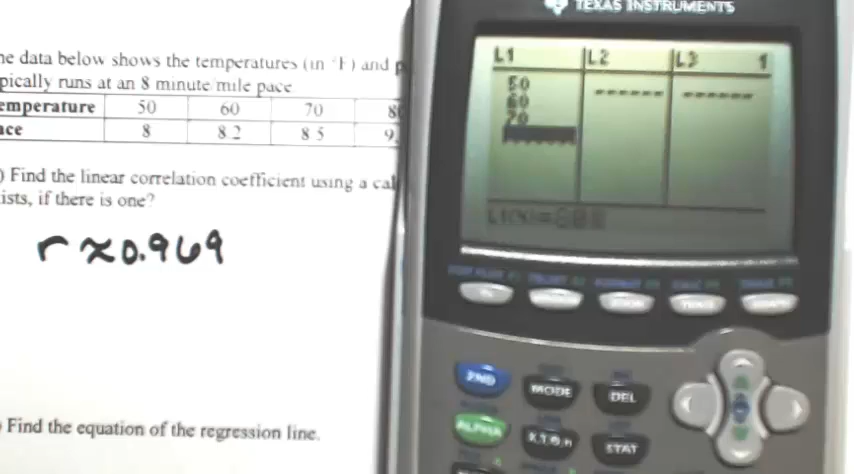 he data below shows the temperatures (in °F) and p
pically runs at an 8 minute/mile pace
emperature 50 60 70 8
ace 8 8.2 8.5 9.
) Find the linear correlation coefficient using a cal
ists, if there is one?
r ≈ 0.969
Find the equation of the regression line.
TEXAS INSTRUMENTS
L1 L2 L3 1
50
60
70
2ND MODE DEL
ALPHA X,T,θ,n STAT